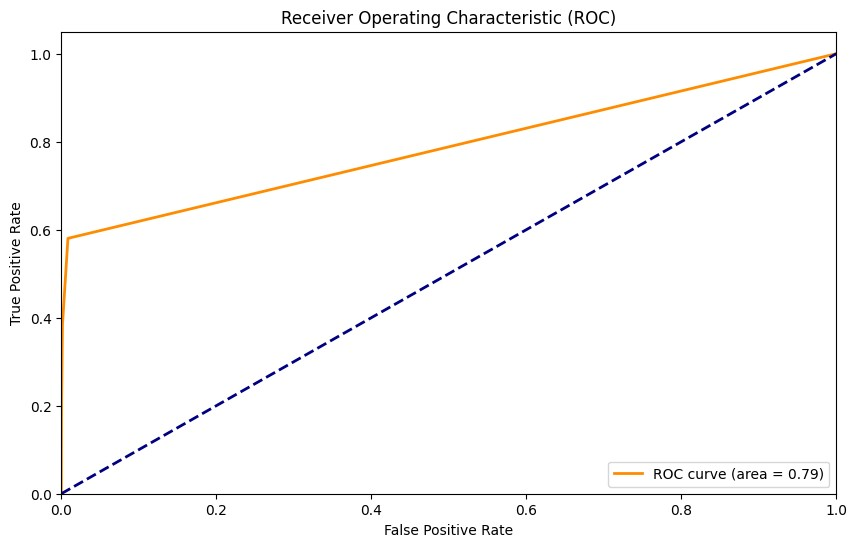 Receiver Operating Characteristic (ROC)
1.0
0.8
0.6
0.4
0.2
0.0
True Positive Rate
ROC curve (area = 0.79)
0.0 0.2 0.4 0.6 0.8 1.0
False Positive Rate